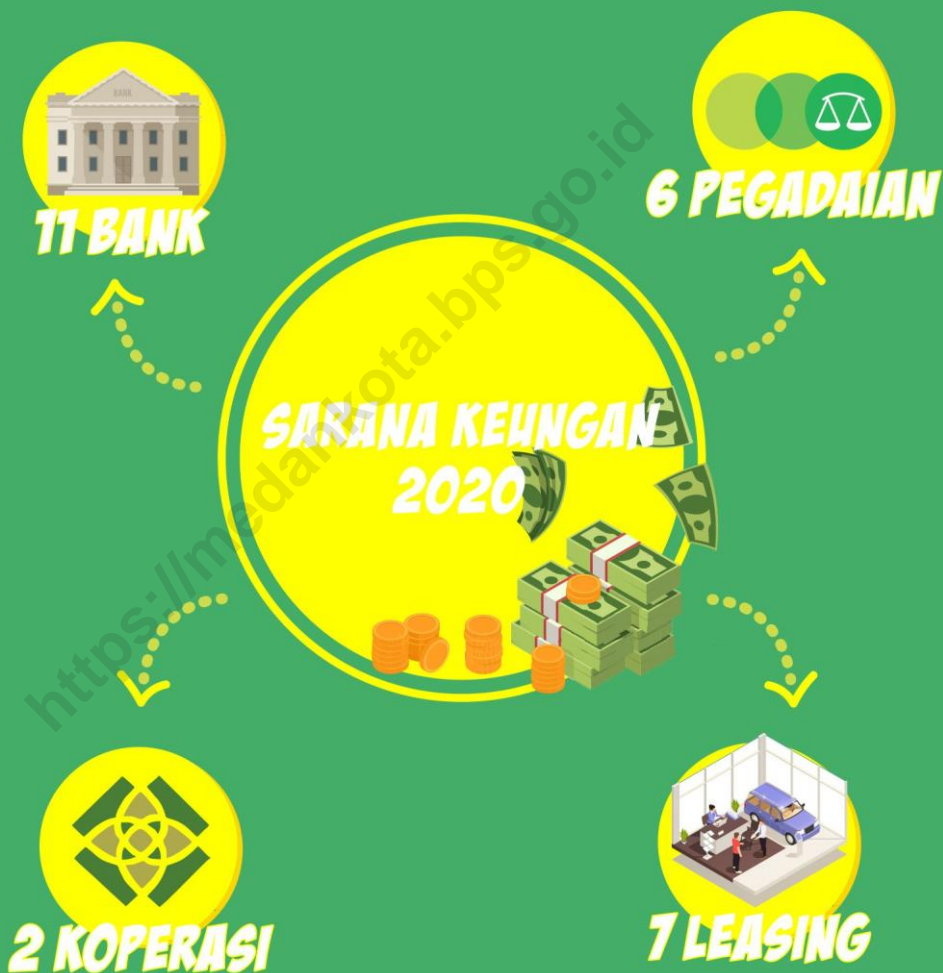 BANK
11 BANK
6 PEGADAIAN
SARANA KEUNGAN
2020
https://medankota.bps.go.id
2 KOPERASI
7 LEASING